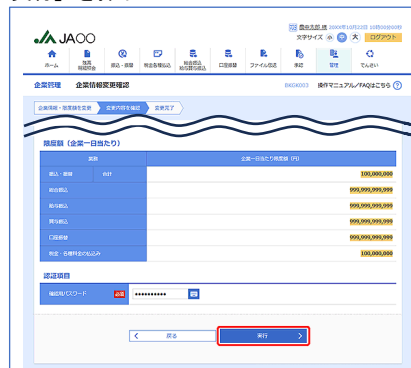 JA〇〇
農中太郎 様 20XX年10月23日 10時00分00秒
文字サイズ 小 中 大 ログアウト
ホーム 残高・明細照会 振込・振替 税金各種払込 総合振込・給与賞与振込 口座振替 ファイル伝送 承認 管理 でんさい
企業管理 企業情報変更確認 BKGK003 操作マニュアル/FAQはこちら ?
企業情報・限度額を変更 変更内容を確認 変更完了
限度額（企業一日当たり）
業務 企業一日当たり限度額（円）
振込・振替 合計 100,000,000
総合振込 999,999,999,999
給与振込 999,999,999,999
賞与振込 999,999,999,999
口座振替 999,999,999,999
税金・各種料金の払込み 100,000,000
認証項目
確認用パスワード 必須 ••••••••••
戻る 実行